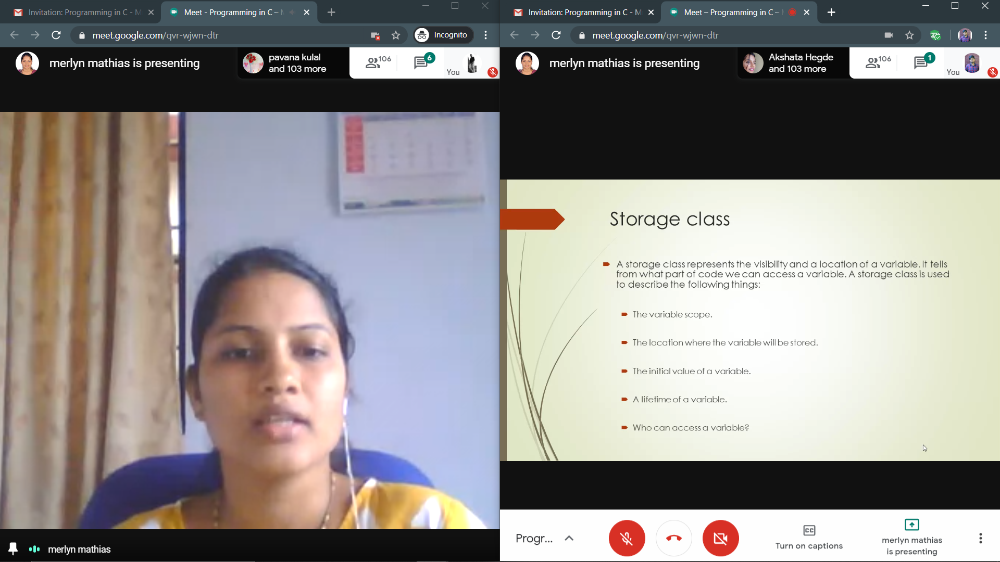 Invitation: Programming in C - M
Meet - Programming in C –
meet.google.com/qvr-wjwn-dtr
Incognito
merlyn mathias is presenting
pavana kulal
and 103 more
106
6
You
merlyn mathias
Invitation: Programming in C - M
Meet – Programming in C –
meet.google.com/qvr-wjwn-dtr
merlyn mathias is presenting
Akshata Hegde
and 103 more
106
1
You
Storage class
A storage class represents the visibility and a location of a variable. It tells
from what part of code we can access a variable. A storage class is used
to describe the following things:
The variable scope.
The location where the variable will be stored.
The initial value of a variable.
A lifetime of a variable.
Who can access a variable?
Progr...
CC
Turn on captions
merlyn mathias
is presenting